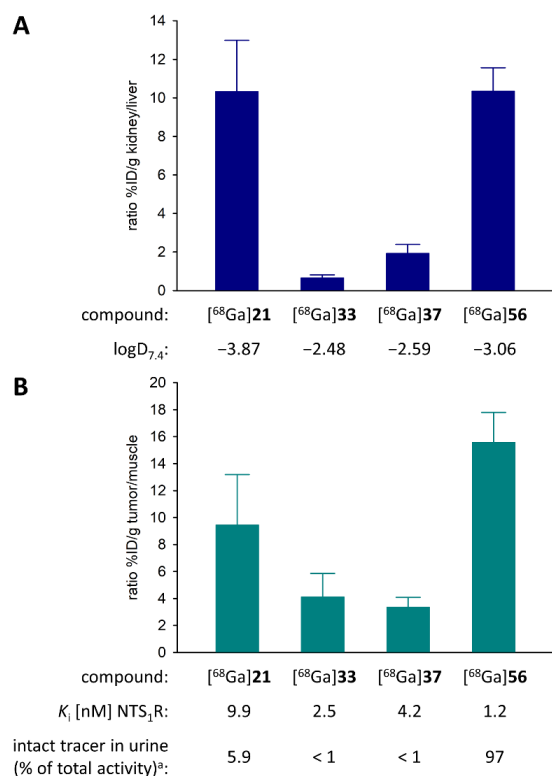 A
14
12
10
8
6
4
2
0
ratio %ID/g kidney/liver
compound: [⁶⁸Ga]21 [⁶⁸Ga]33 [⁶⁸Ga]37 [⁶⁸Ga]56
logD₇.₄: −3.87 −2.48 −2.59 −3.06
B
20
18
16
14
12
10
8
6
4
2
0
ratio %ID/g tumor/muscle
compound: [⁶⁸Ga]21 [⁶⁸Ga]33 [⁶⁸Ga]37 [⁶⁸Ga]56
Kᵢ [nM] NTS₁R: 9.9 2.5 4.2 1.2
intact tracer in urine
(% of total activity)ᵃ: 5.9 < 1 < 1 97